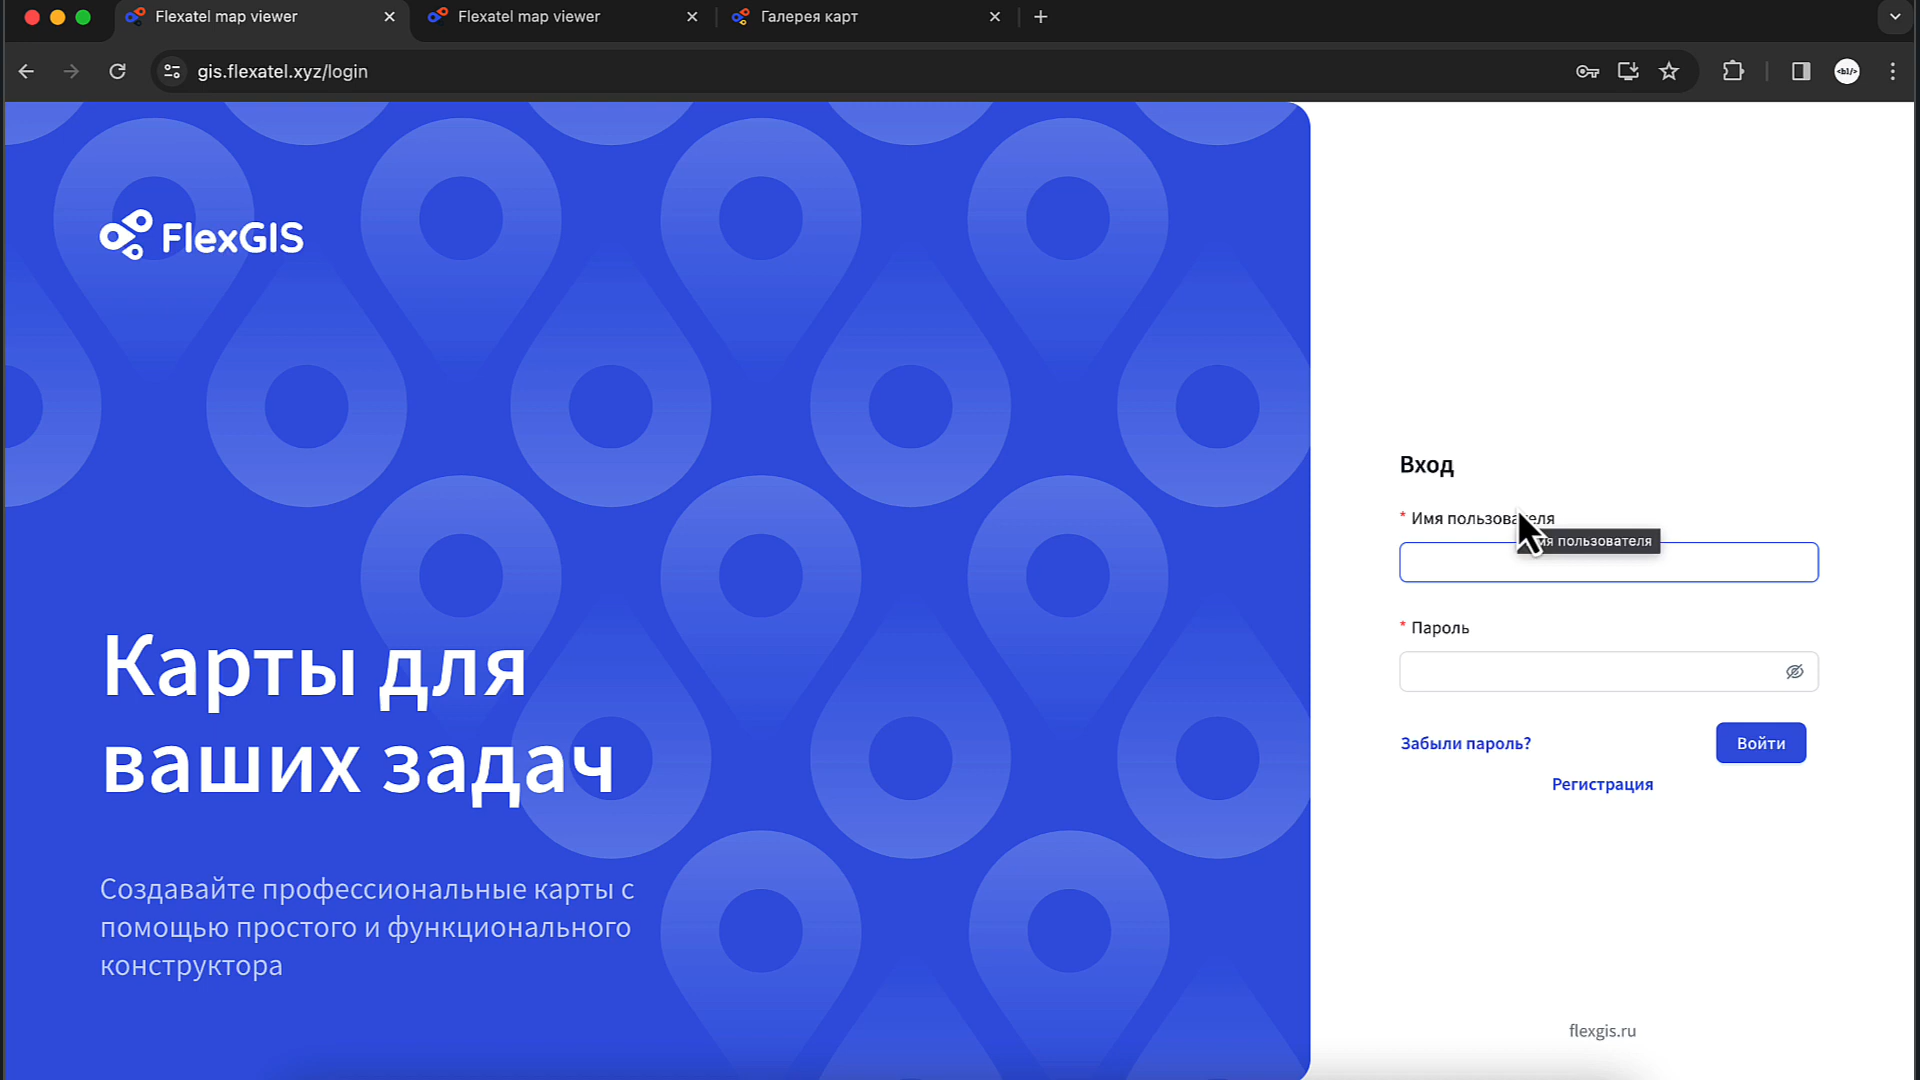 Flexatel map viewer
Flexatel map viewer
Галерея карт
gis.flexatel.xyz/login
FlexGIS
Карты для
ваших задач
Создавайте профессиональные карты с
помощью простого и функционального
конструктора
Вход
* Имя пользователя
пользователя
* Пароль
Забыли пароль?
Войти
Регистрация
flexgis.ru